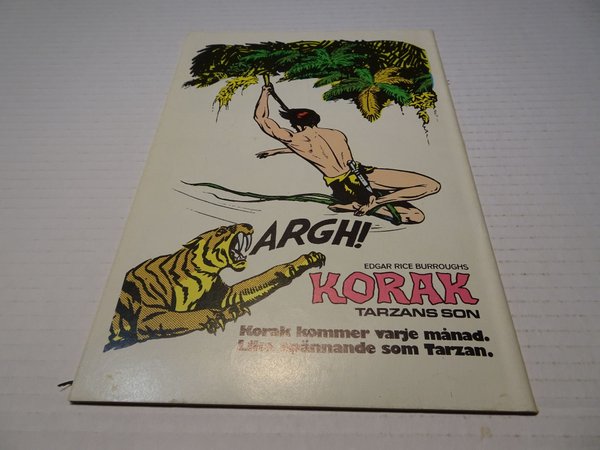 ARGH!
EDGAR RICE BURROUGHS
KORAK
TARZANS SON
Korak kommer varje månad.
Lika spännande som Tarzan.